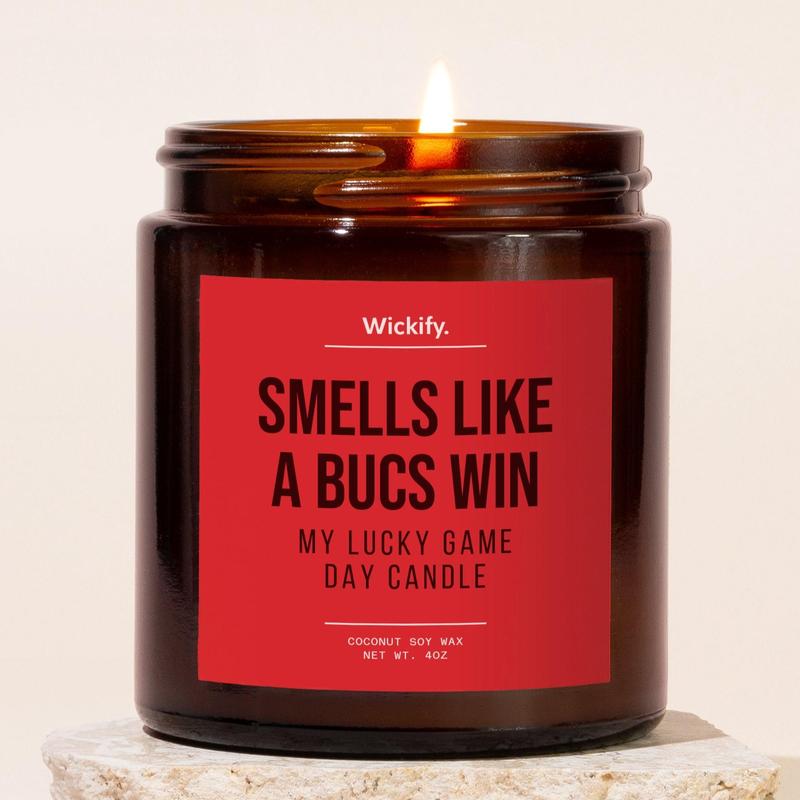 Wickify.
SMELLS LIKE
A BUCS WIN
MY LUCKY GAME
DAY CANDLE
COCONUT SOY WAX
NET WT. 4OZ